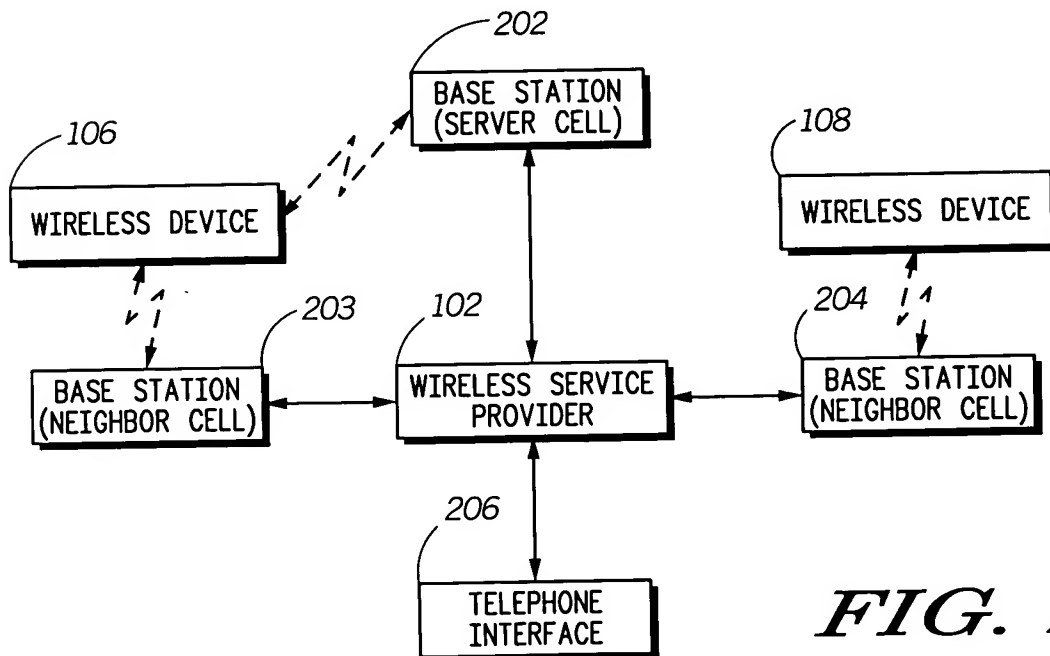 202
BASE STATION
(SERVER CELL)
106
WIRELESS DEVICE
108
WIRELESS DEVICE
203
BASE STATION
(NEIGHBOR CELL)
102
WIRELESS SERVICE
PROVIDER
204
BASE STATION
(NEIGHBOR CELL)
206
TELEPHONE
INTERFACE
FIG.